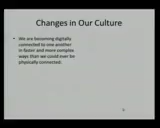 Changes in Our Culture
• We are becoming digitally
connected to one another
in faster and more complex
ways than we could ever be
physically connected.